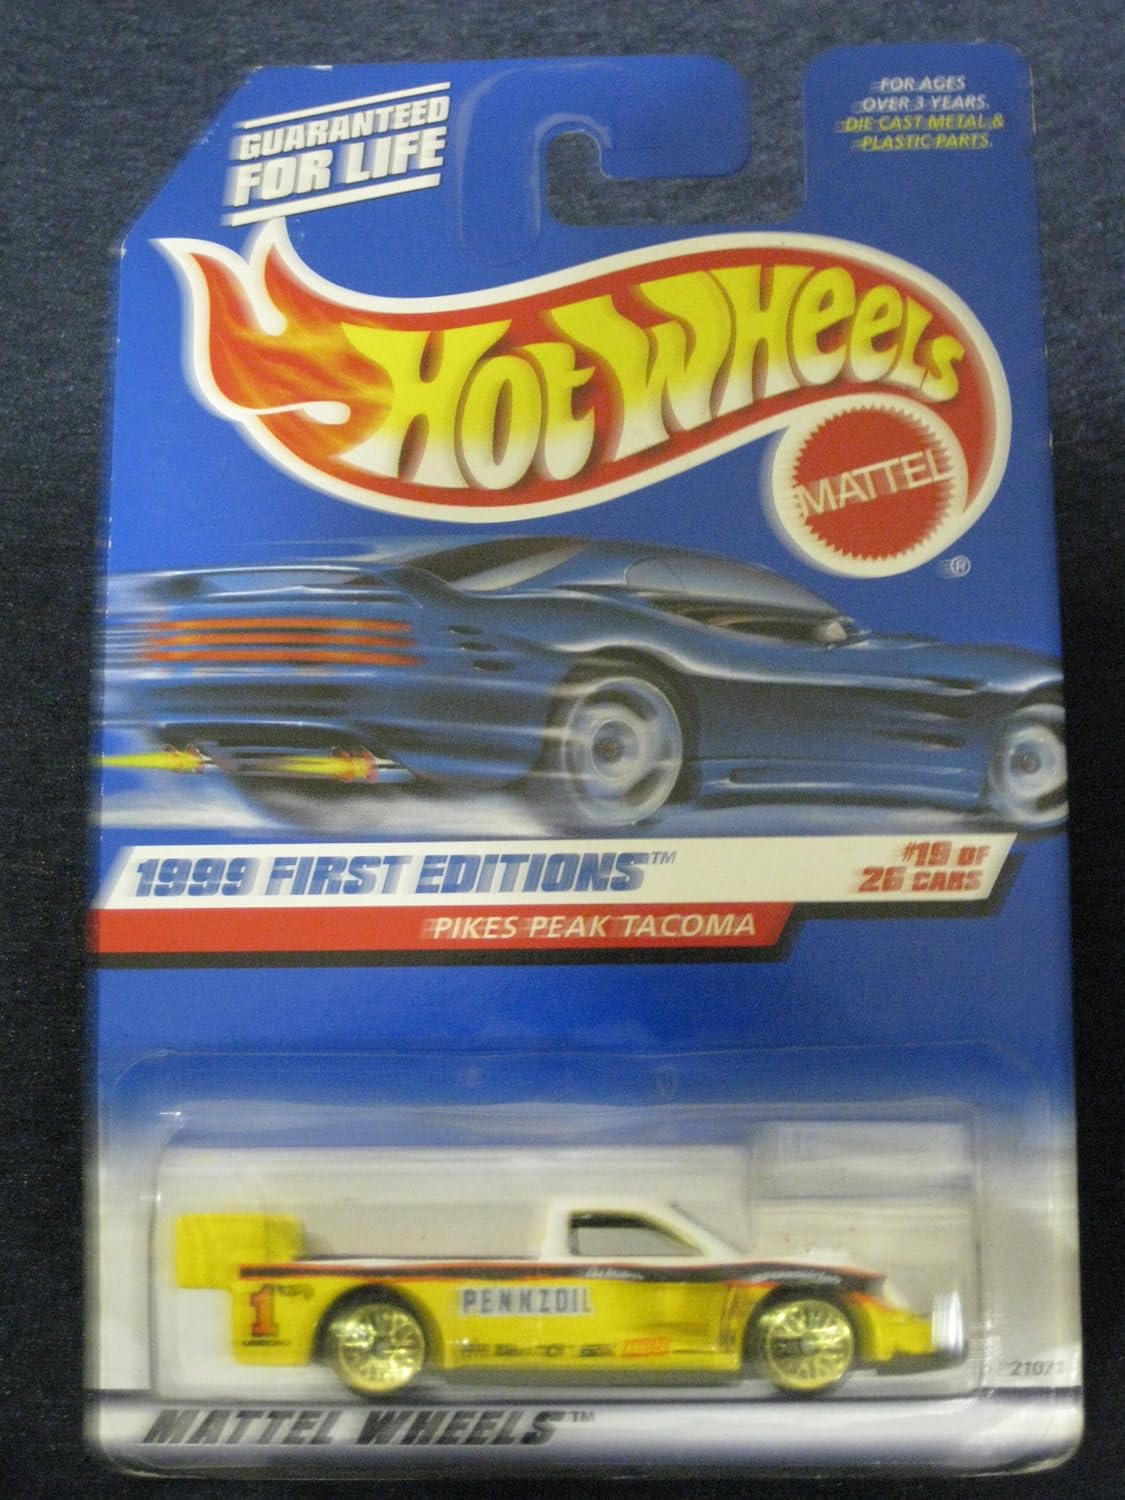 GUARANTEED
FOR LIFE
FOR AGES
OVER 3 YEARS.
DIE CAST METAL &
PLASTIC PARTS.
HOT WHEELS
MATTEL
®
1999 FIRST EDITIONS™
#19 OF
26 CARS
PIKES PEAK TACOMA
PENNZOIL
1
21071
MATTEL WHEELS™